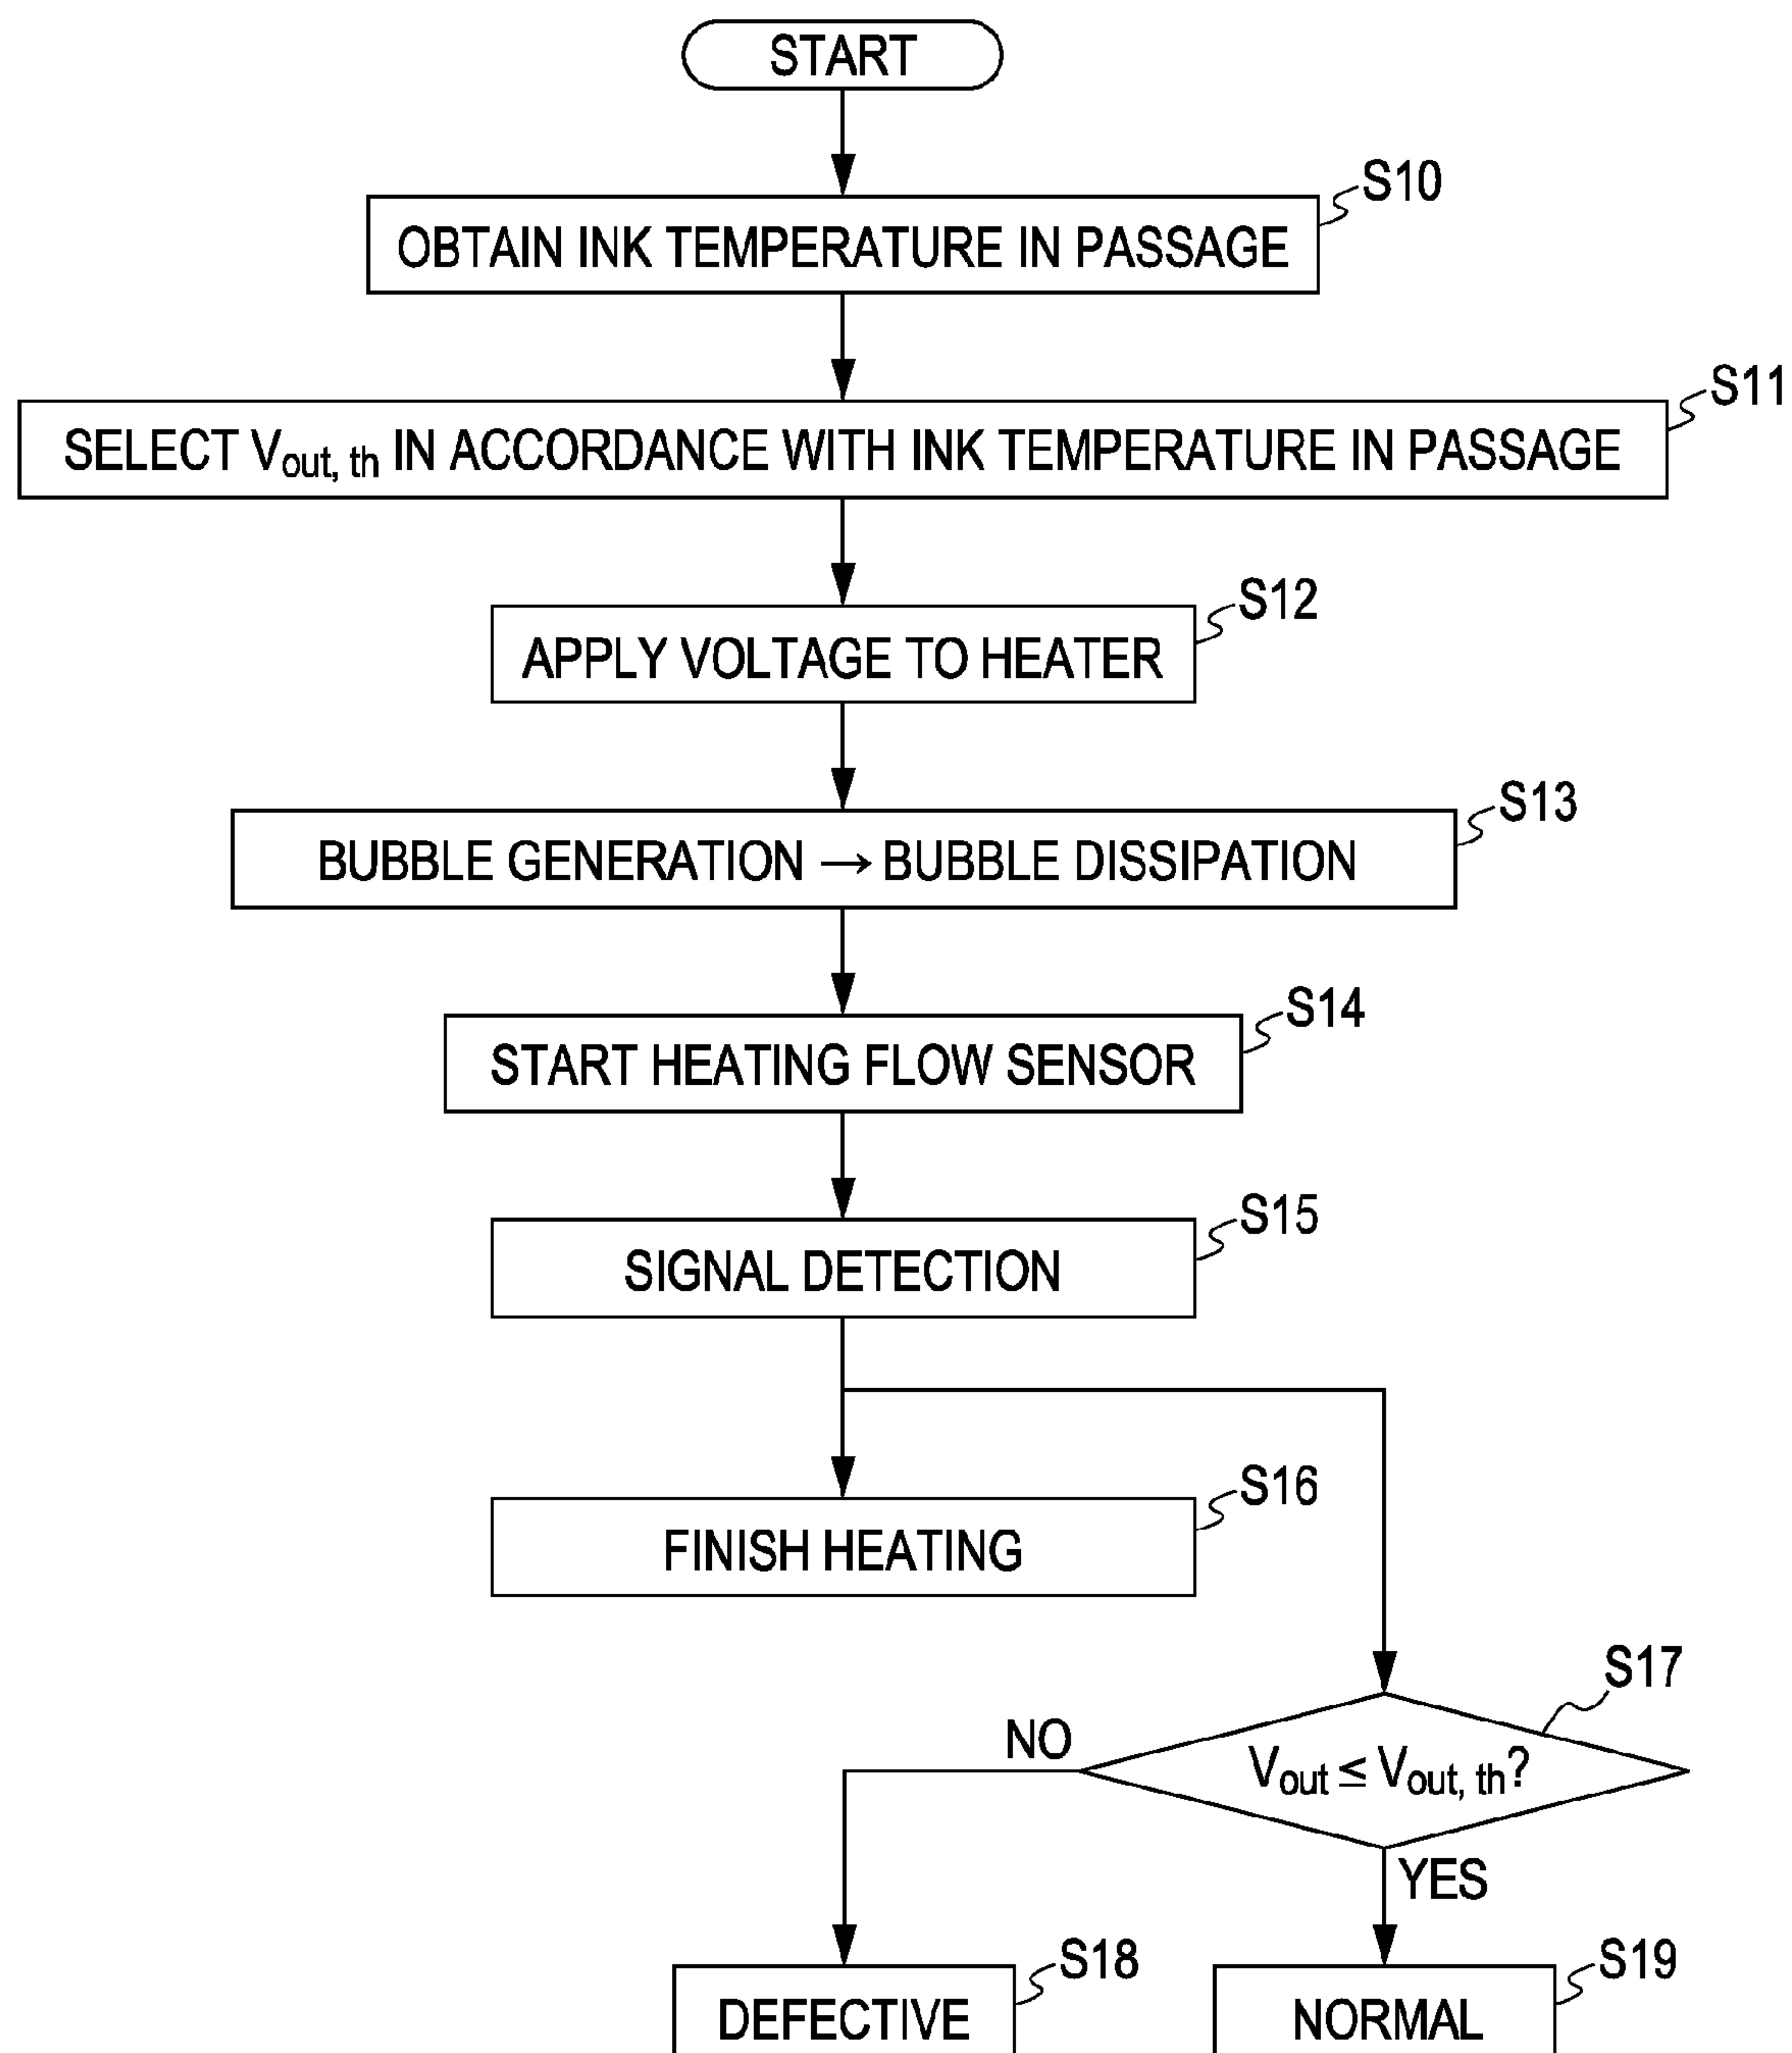 START
S10
OBTAIN INK TEMPERATURE IN PASSAGE
S11
SELECT Vout, th IN ACCORDANCE WITH INK TEMPERATURE IN PASSAGE
S12
APPLY VOLTAGE TO HEATER
S13
BUBBLE GENERATION → BUBBLE DISSIPATION
S14
START HEATING FLOW SENSOR
S15
SIGNAL DETECTION
S16
FINISH HEATING
S17
Vout ≤ Vout, th?
NO
YES
S18
DEFECTIVE
S19
NORMAL